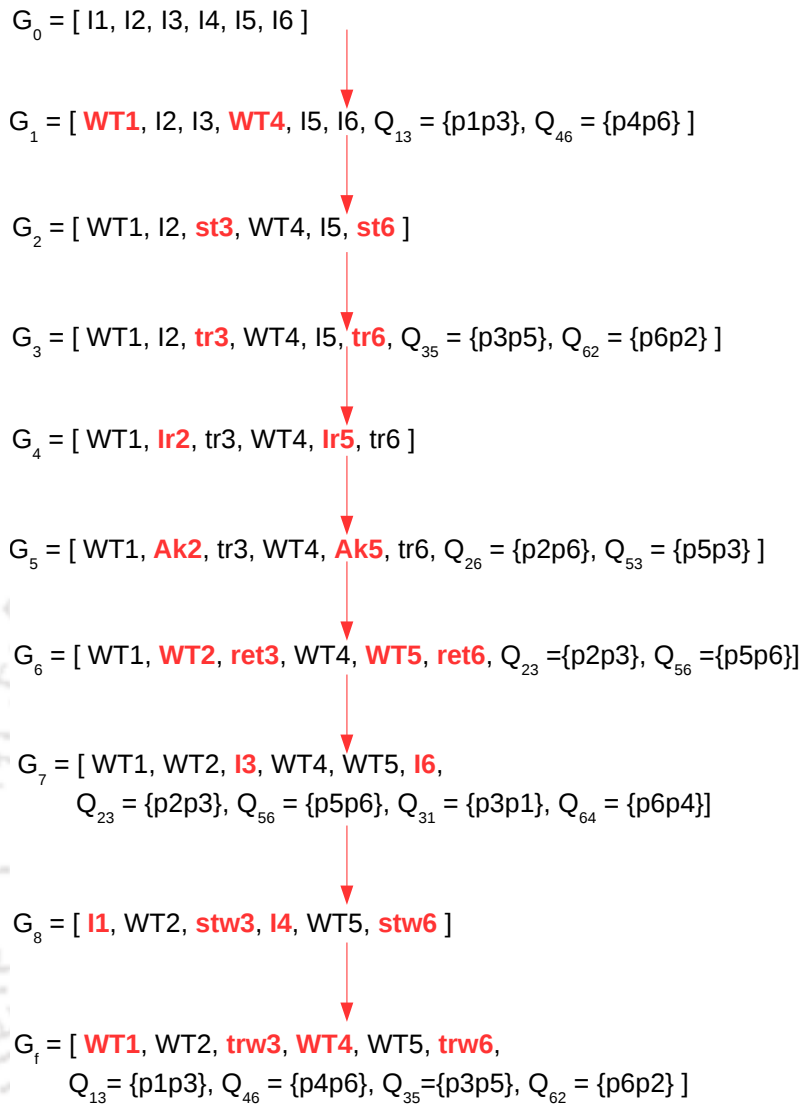 G₀ = [ I1, I2, I3, I4, I5, I6 ]
G₁ = [ WT1, I2, I3, WT4, I5, I6, Q₁₃ = {p1p3}, Q₄₆ = {p4p6} ]
G₂ = [ WT1, I2, st3, WT4, I5, st6 ]
G₃ = [ WT1, I2, tr3, WT4, I5, tr6, Q₃₅ = {p3p5}, Q₆₂ = {p6p2} ]
G₄ = [ WT1, Ir2, tr3, WT4, Ir5, tr6 ]
G₅ = [ WT1, Ak2, tr3, WT4, Ak5, tr6, Q₂₆ = {p2p6}, Q₅₃ = {p5p3} ]
G₆ = [ WT1, WT2, ret3, WT4, WT5, ret6, Q₂₃ ={p2p3}, Q₅₆ ={p5p6}]
G₇ = [ WT1, WT2, I3, WT4, WT5, I6,
Q₂₃ = {p2p3}, Q₅₆ = {p5p6}, Q₃₁ = {p3p1}, Q₆₄ = {p6p4}]
G₈ = [ I1, WT2, stw3, I4, WT5, stw6 ]
G_f = [ WT1, WT2, trw3, WT4, WT5, trw6,
Q₁₃= {p1p3}, Q₄₆ = {p4p6}, Q₃₅={p3p5}, Q₆₂ = {p6p2} ]